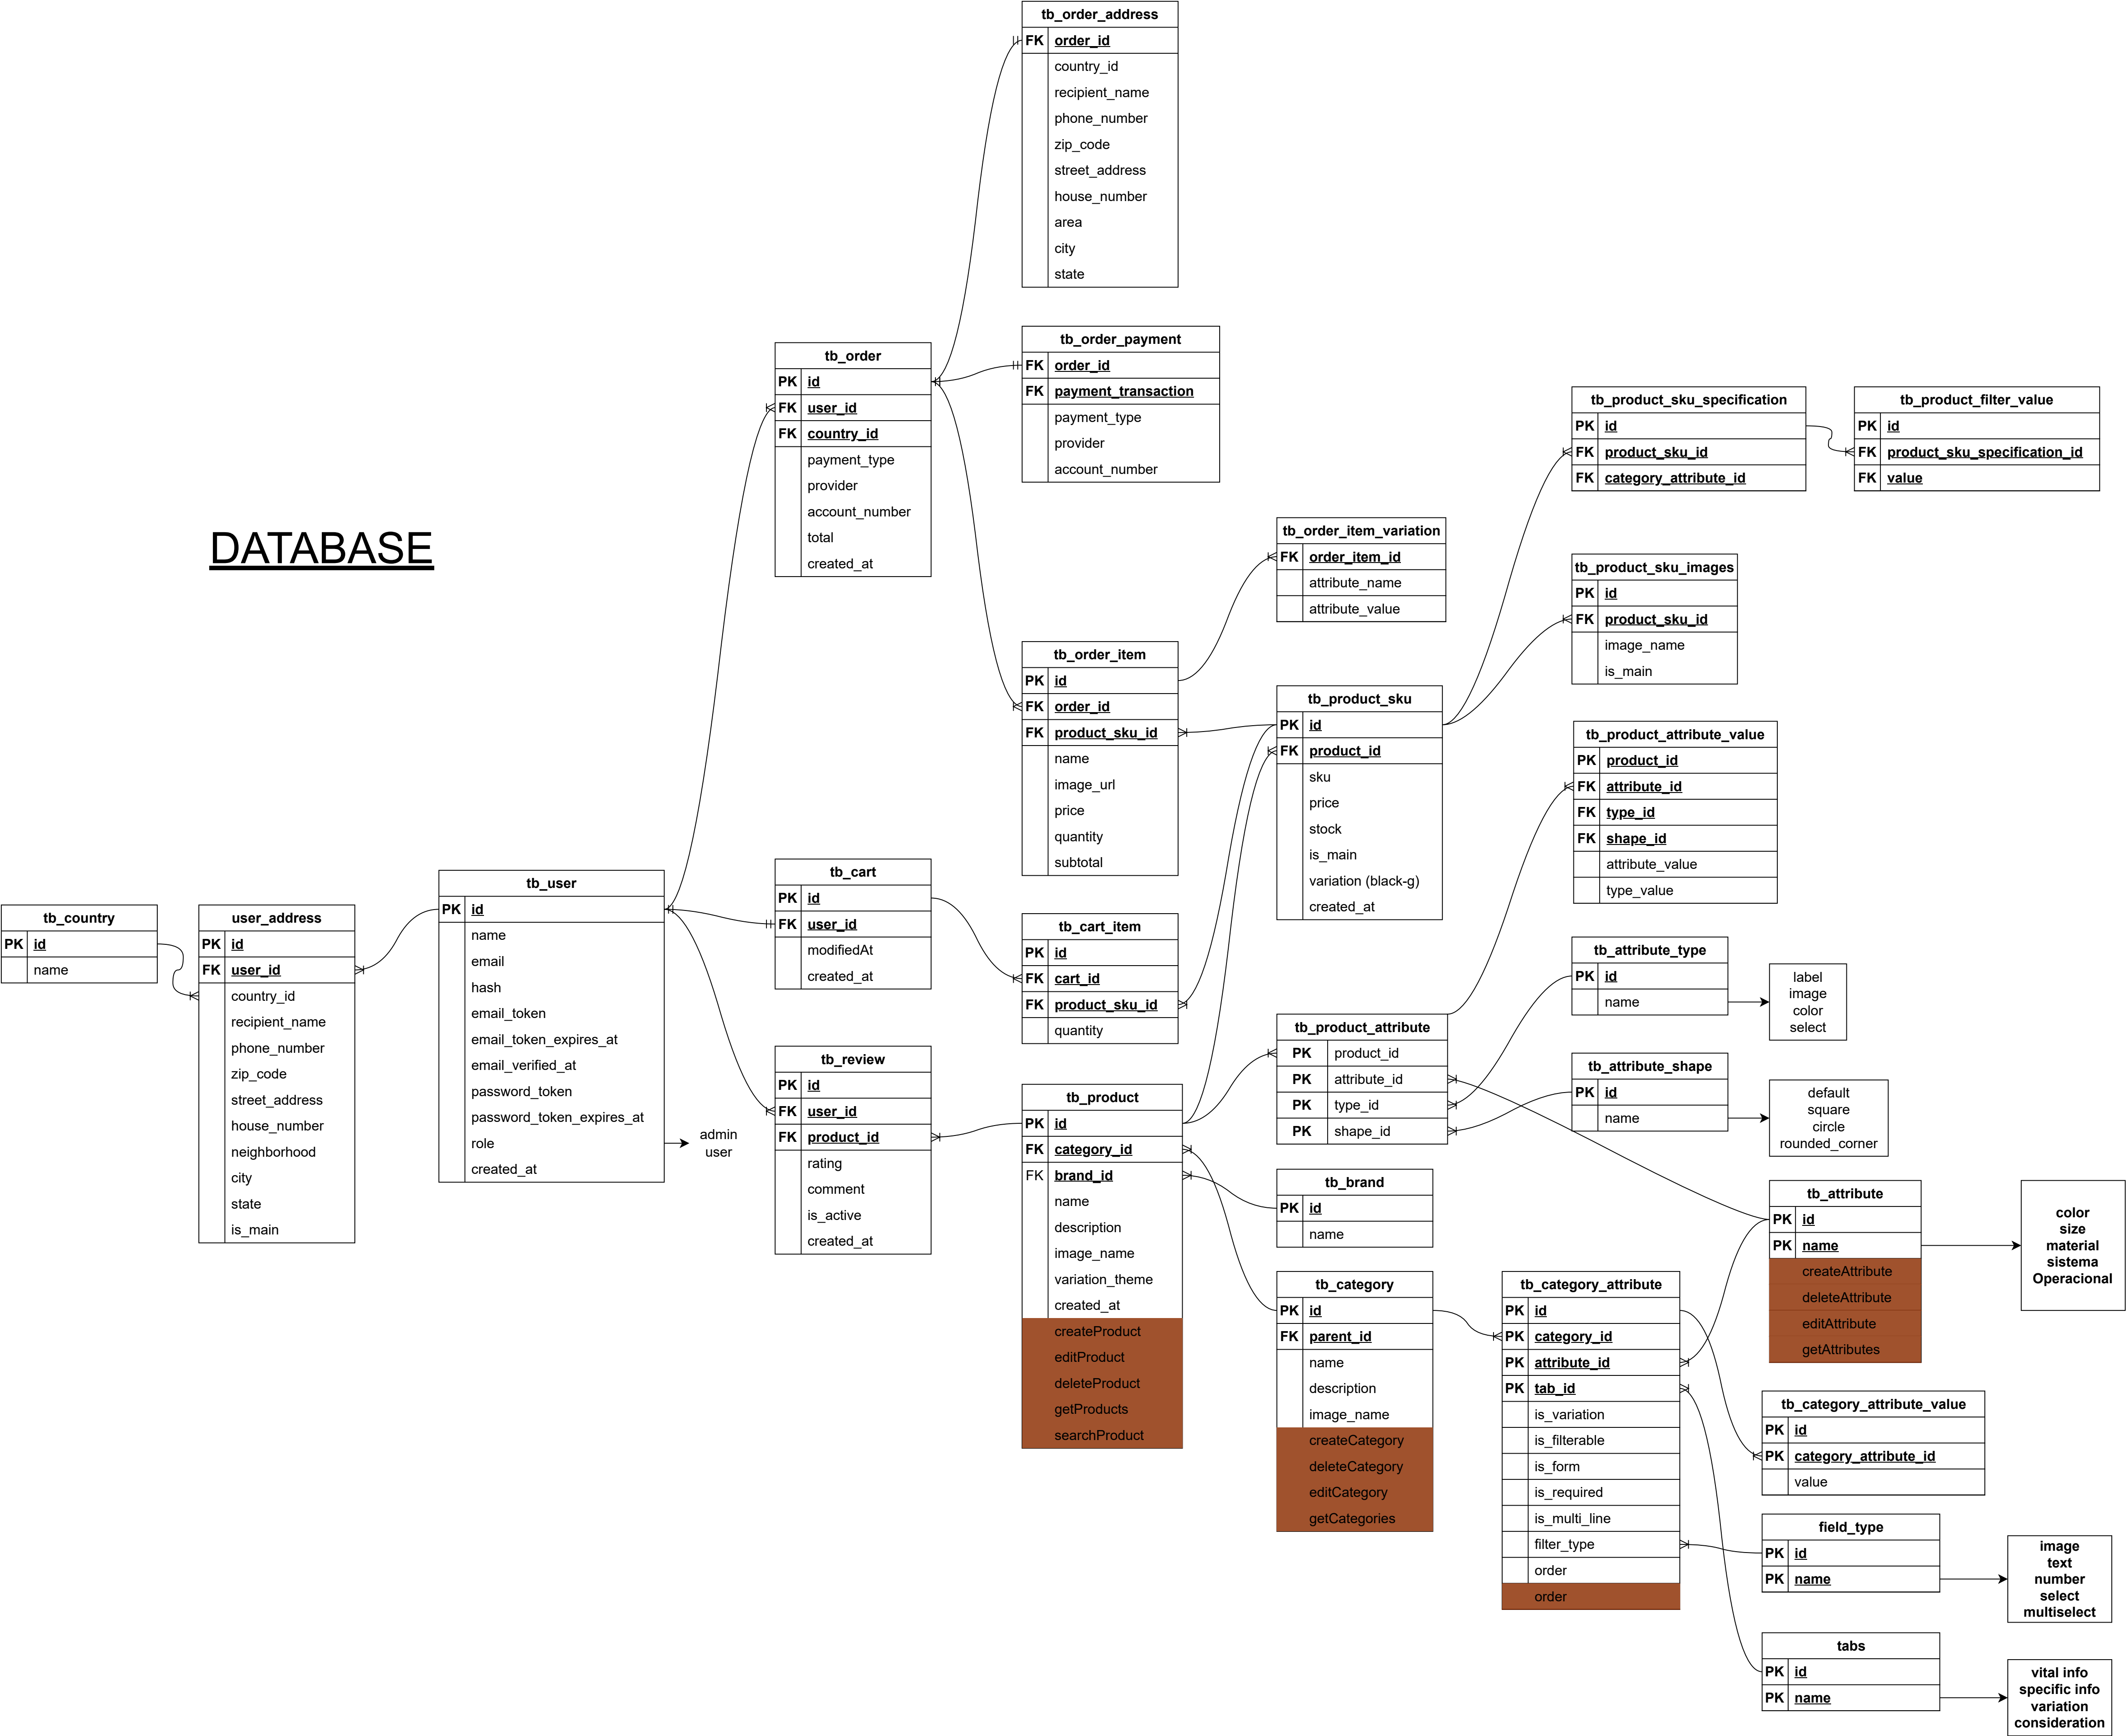 DATABASE
tb_country
PK id
name
user_address
PK id
FK user_id
country_id
recipient_name
phone_number
zip_code
street_address
house_number
neighborhood
city
state
is_main
tb_user
PK id
name
email
hash
email_token
email_token_expires_at
email_verified_at
password_token
password_token_expires_at
role
created_at
admin
user
tb_order
PK id
FK user_id
FK country_id
payment_type
provider
account_number
total
created_at
tb_cart
PK id
FK user_id
modifiedAt
created_at
tb_review
PK id
FK user_id
FK product_id
rating
comment
is_active
created_at
tb_order_address
FK order_id
country_id
recipient_name
phone_number
zip_code
street_address
house_number
area
city
state
tb_order_payment
FK order_id
FK payment_transaction
payment_type
provider
account_number
tb_order_item
PK id
FK order_id
FK product_sku_id
name
image_url
price
quantity
subtotal
tb_cart_item
PK id
FK cart_id
FK product_sku_id
quantity
tb_product
PK id
FK category_id
FK brand_id
name
description
image_name
variation_theme
created_at
createProduct
editProduct
deleteProduct
getProducts
searchProduct
tb_order_item_variation
FK order_item_id
attribute_name
attribute_value
tb_product_sku
PK id
FK product_id
sku
price
stock
is_main
variation (black-g)
created_at
tb_product_attribute
PK product_id
PK attribute_id
PK type_id
PK shape_id
tb_brand
PK id
name
tb_category
PK id
FK parent_id
name
description
image_name
createCategory
deleteCategory
editCategory
getCategories
tb_product_sku_specification
PK id
FK product_sku_id
FK category_attribute_id
tb_product_filter_value
PK id
FK product_sku_specification_id
FK value
tb_product_sku_images
PK id
FK product_sku_id
image_name
is_main
tb_product_attribute_value
PK product_id
FK attribute_id
FK type_id
FK shape_id
attribute_value
type_value
tb_attribute_type
PK id
name
label
image
color
select
tb_attribute_shape
PK id
name
default
square
circle
rounded_corner
tb_category_attribute
PK id
PK category_id
PK attribute_id
PK tab_id
is_variation
is_filterable
is_form
is_required
is_multi_line
filter_type
order
order
tb_attribute
PK id
PK name
createAttribute
deleteAttribute
editAttribute
getAttributes
color
size
material
sistema
Operacional
tb_category_attribute_value
PK id
PK category_attribute_id
value
field_type
PK id
PK name
image
text
number
select
multiselect
tabs
PK id
PK name
vital info
specific info
variation
consideration